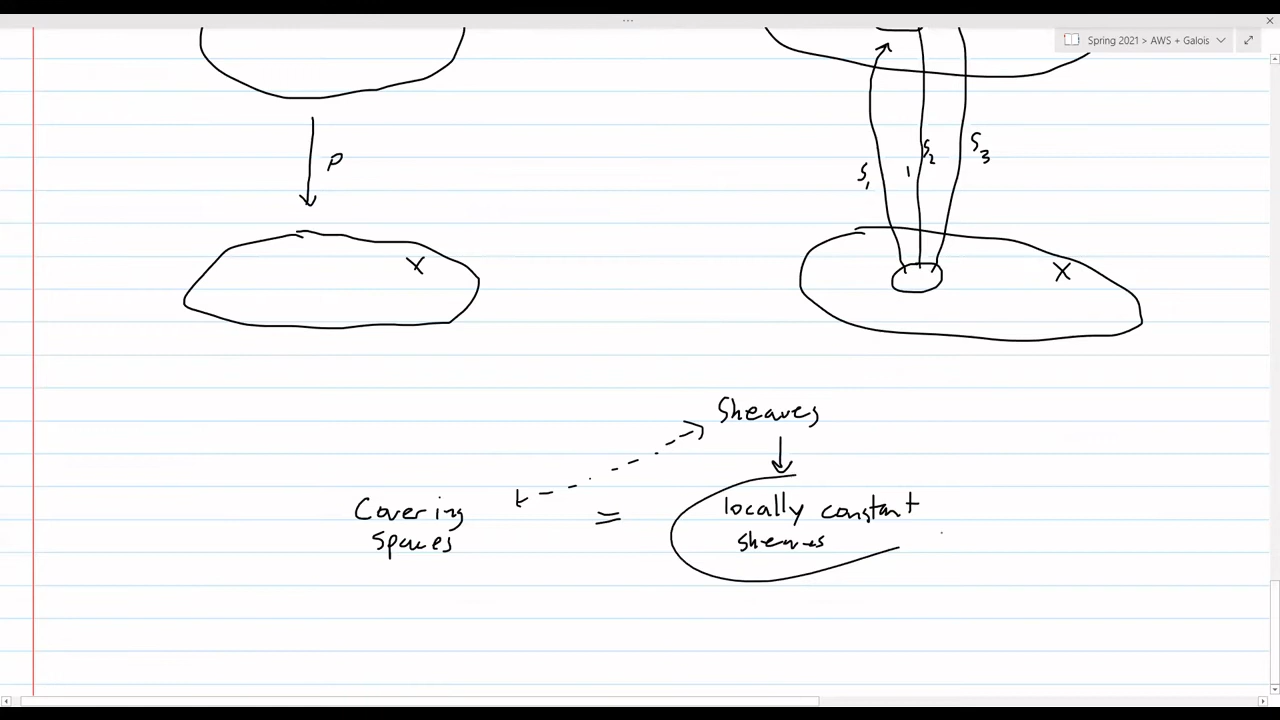 Spring 2021 > AWS + Galois
p
S1
S2
S3
X
X
Sheaves
Covering
spaces
=
locally constant
sheaves